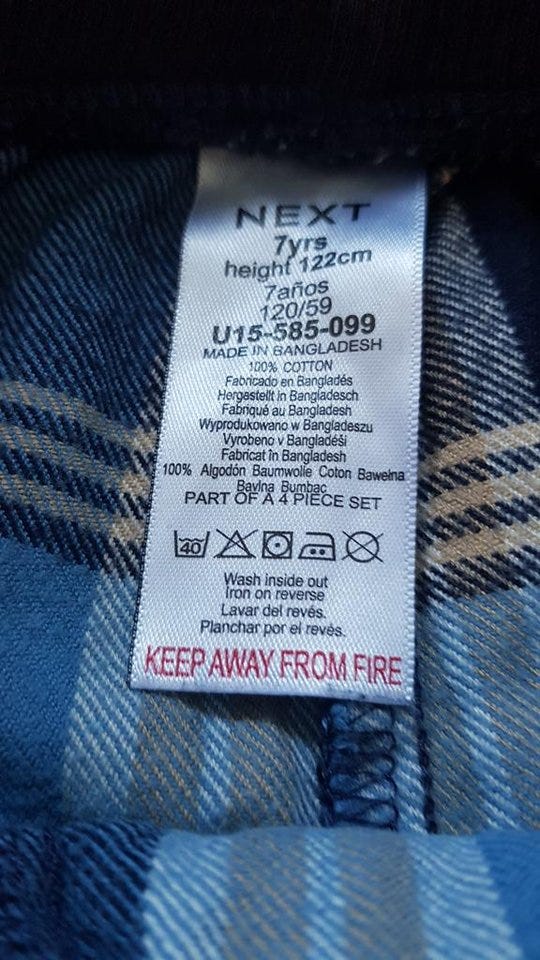 NEXT
7yrs
height 122cm
7años
120/59
U15-585-099
MADE IN BANGLADESH
100% COTTON
Fabricado en Bangladés
Hergestellt in Bangladesch
Fabriqué au Bangladesh
Wyprodukowano w Bangladeszu
Vyrobeno v Bangladéši
Fabricat în Bangladesh
100% Algodón Baumwolle Coton Bawełna
Bavlna Bumbac
PART OF A 4 PIECE SET
40
Wash inside out
Iron on reverse
Lavar del revés.
Planchar por el revés.
KEEP AWAY FROM FIRE